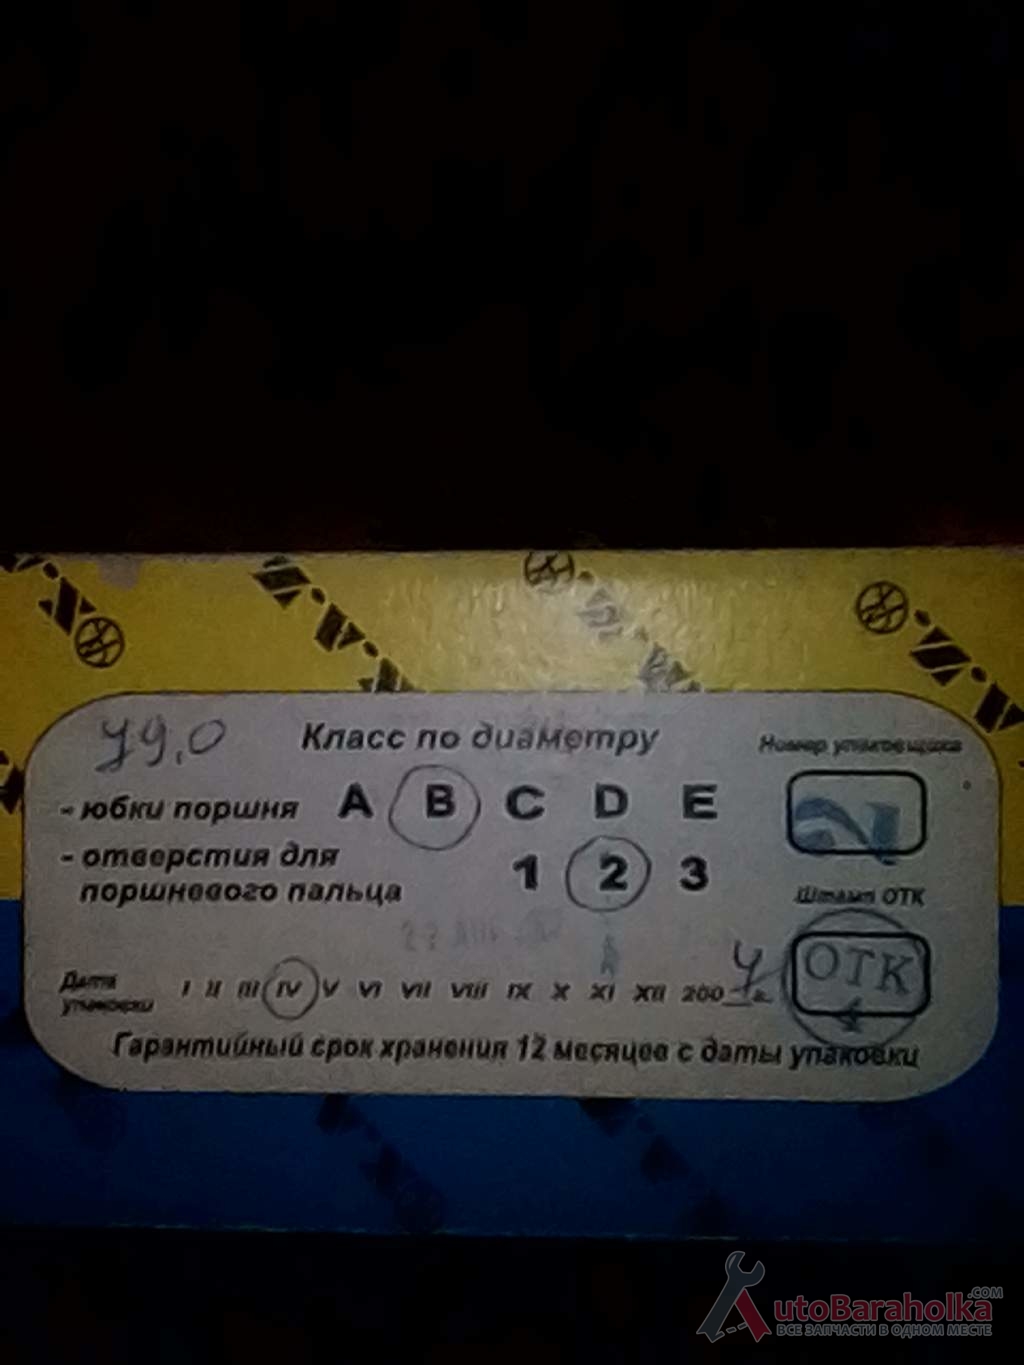 79,0 Класс по диаметру
Номер упаковщика
- юбки поршня A B C D E
- отверстия для
поршневого пальца 1 2 3
2
Штамп ОТК
ОТК
Дата
упаковки I II III IV V VI VII VIII IX X XI XII 200 4 г.
Гарантийный срок хранения 12 месяцев с даты упаковки
AutoBaraholka.COM
ВСЕ ЗАПЧАСТИ В ОДНОМ МЕСТЕ